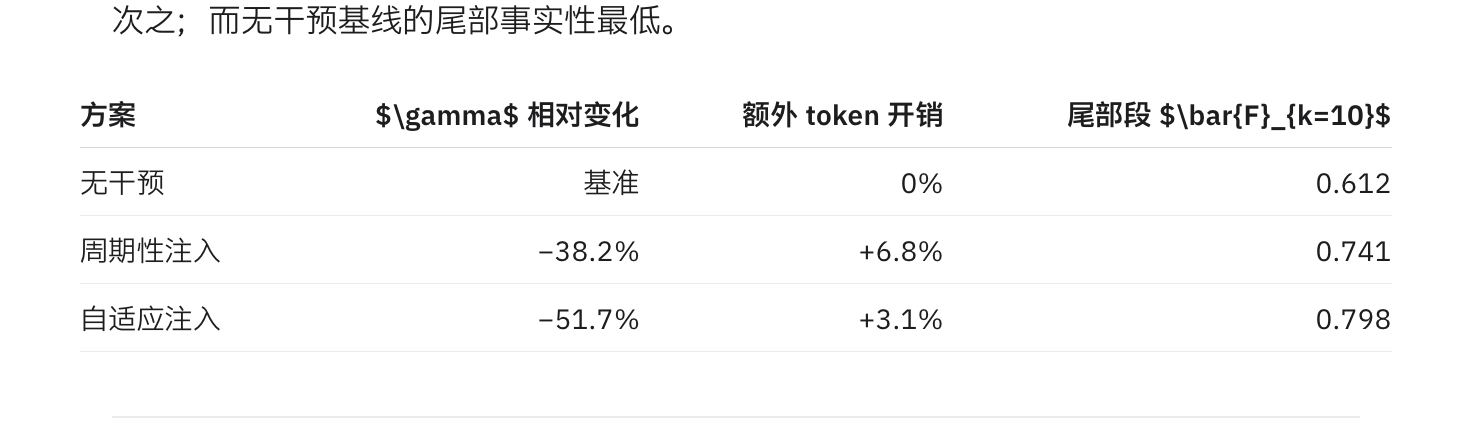 次之；而无干预基线的尾部事实性最低。
方案 $\gamma$ 相对变化 额外 token 开销 尾部段 $\bar{F}_{k=10}$
无干预 基准 0% 0.612
周期性注入 −38.2% +6.8% 0.741
自适应注入 −51.7% +3.1% 0.798